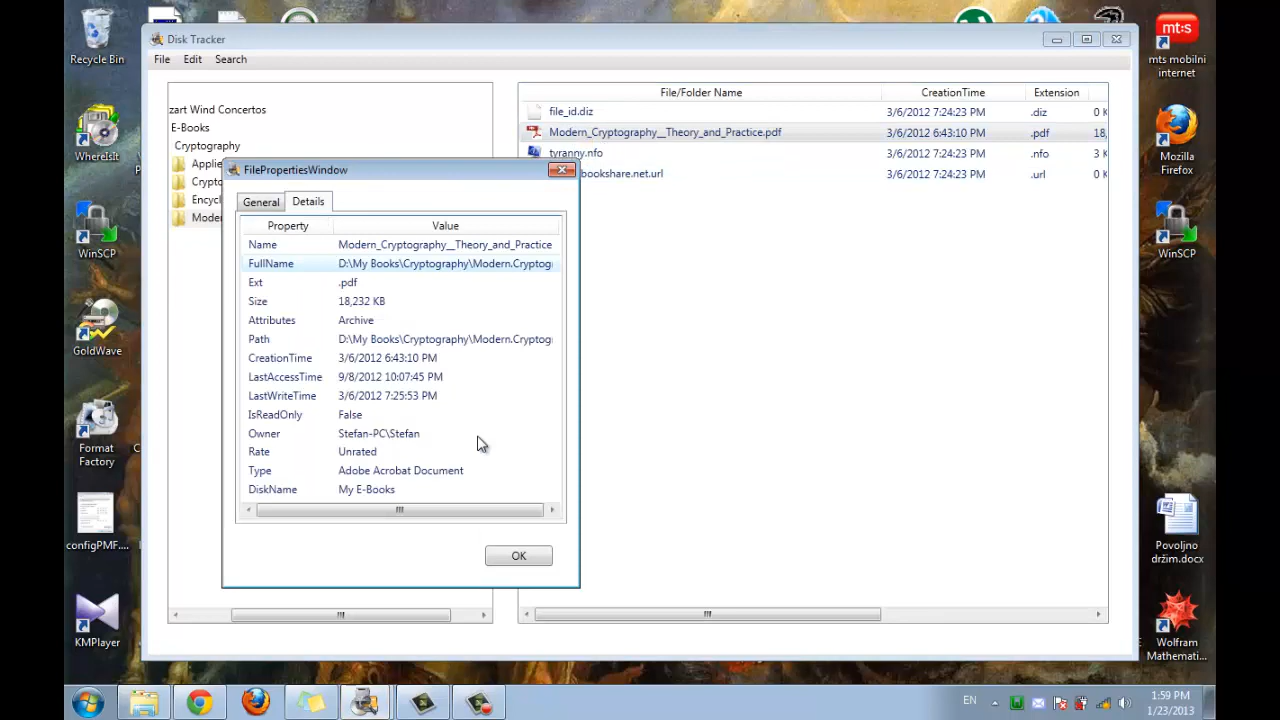 Disk Tracker
File Edit Search
Recycle Bin
WhereIsIt
WinSCP
GoldWave
Format
Factory
configPMF....
KMPlayer
zart Wind Concertos
E-Books
Cryptography
Applie
Crypto
Encycl
Moder
File/Folder Name CreationTime Extension
file_id.diz 3/6/2012 7:24:23 PM .diz 0 K
Modern_Cryptography__Theory_and_Practice.pdf 3/6/2012 6:43:10 PM .pdf 18,
tyranny.nfo 3/6/2012 7:24:23 PM .nfo 3 K
bookshare.net.url 3/6/2012 7:24:23 PM .url 0 K
FilePropertiesWindow
General Details
Property Value
Name Modern_Cryptography__Theory_and_Practice
FullName D:\My Books\Cryptography\Modern.Cryptog
Ext .pdf
Size 18,232 KB
Attributes Archive
Path D:\My Books\Cryptography\Modern.Cryptog
CreationTime 3/6/2012 6:43:10 PM
LastAccessTime 9/8/2012 10:07:45 PM
LastWriteTime 3/6/2012 7:25:53 PM
IsReadOnly False
Owner Stefan-PC\Stefan
Rate Unrated
Type Adobe Acrobat Document
DiskName My E-Books
OK
mt:s
mts mobilni
internet
Mozilla
Firefox
WinSCP
Povoljno
držim.docx
Wolfram
Mathemati...
EN
1:59 PM
1/23/2013